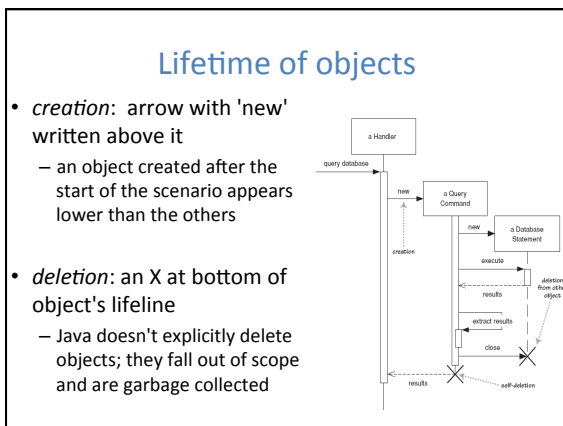 Lifetime of objects
• creation: arrow with 'new'
written above it
– an object created after the
start of the scenario appears
lower than the others
• deletion: an X at bottom of
object's lifeline
– Java doesn't explicitly delete
objects; they fall out of scope
and are garbage collected
a Handler
query database
new
a Query
Command
new
a Database
Statement
creation
execute
results
deletion
from other
object
extract results
close
results
self-deletion